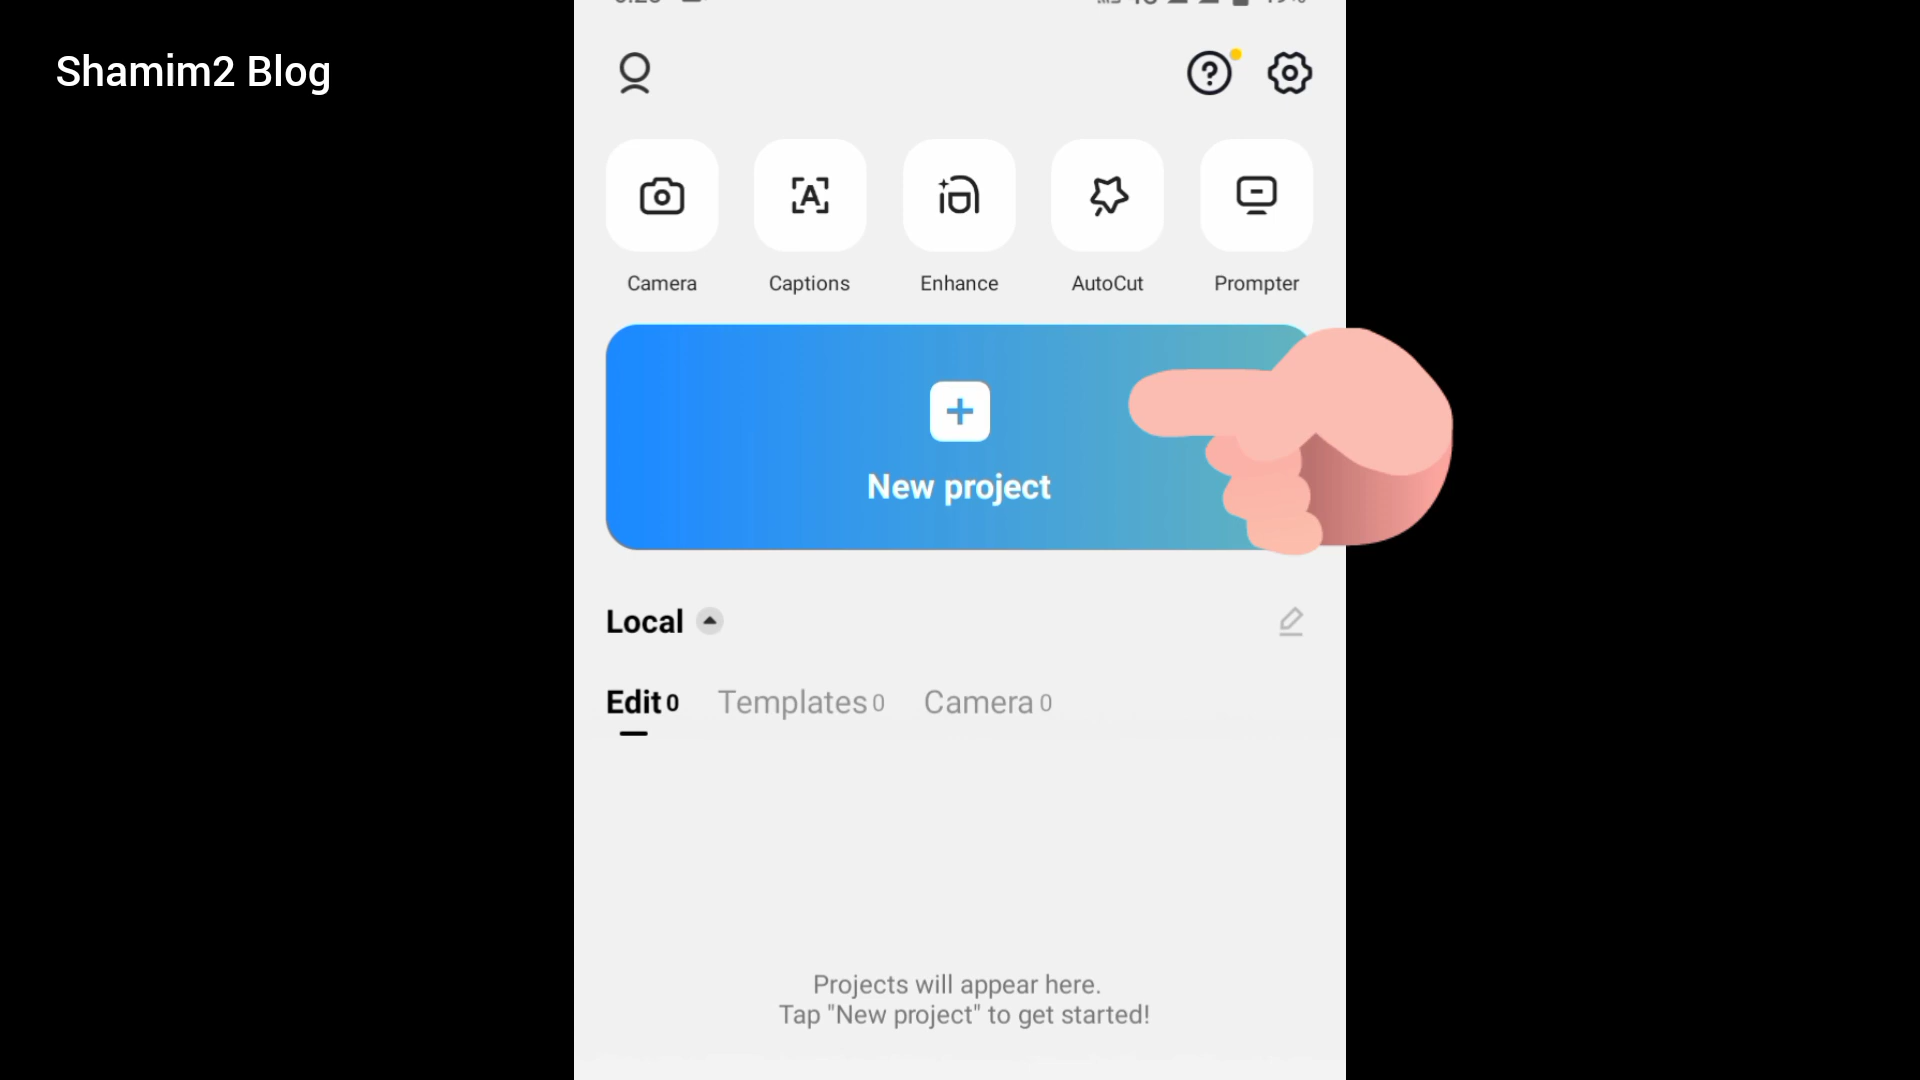 Shamim2 Blog
Camera
Captions
Enhance
AutoCut
Prompter
New project
Local
Edit 0
Templates 0
Camera 0
Projects will appear here.
Tap "New project" to get started!